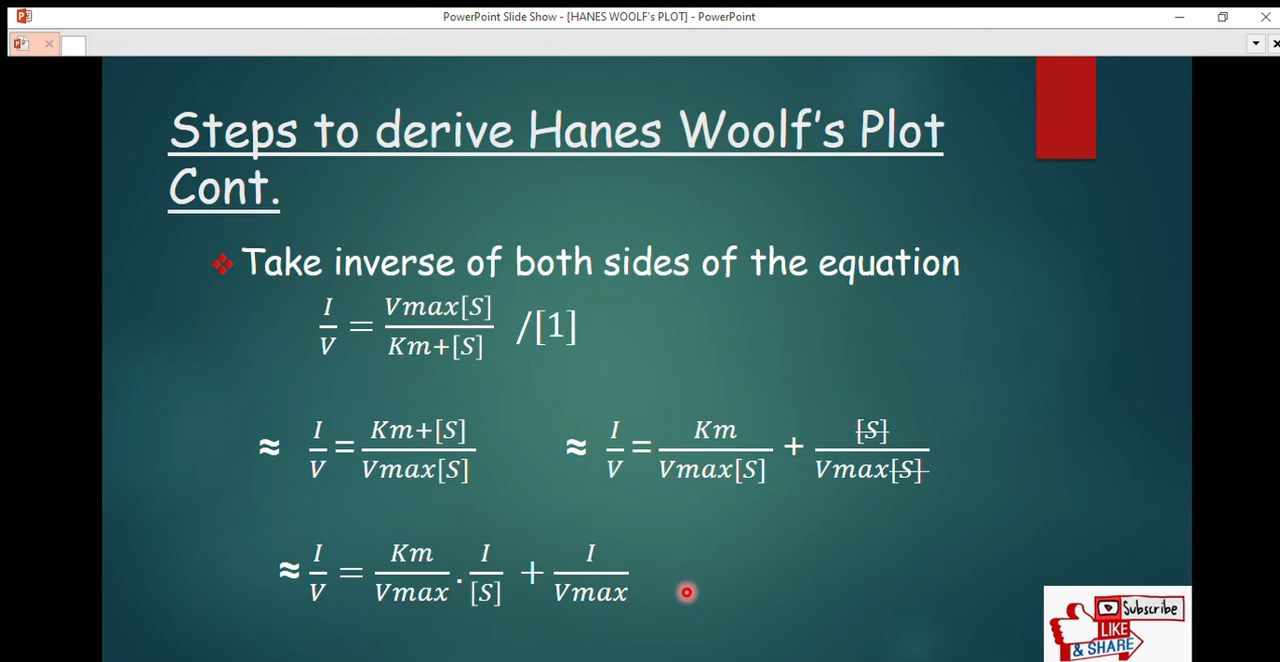 PowerPoint Slide Show - [HANES WOOLF's PLOT] - PowerPoint
Steps to derive Hanes Woolf's Plot
Cont.
❖ Take inverse of both sides of the equation
I/V = Vmax[S]/Km+[S] /[1]
≈ I/V = Km+[S]/Vmax[S] ≈ I/V = Km/Vmax[S] + [S]/Vmax[S]
≈ I/V = Km/Vmax . I/[S] + I/Vmax
Subscribe
LIKE
& SHARE